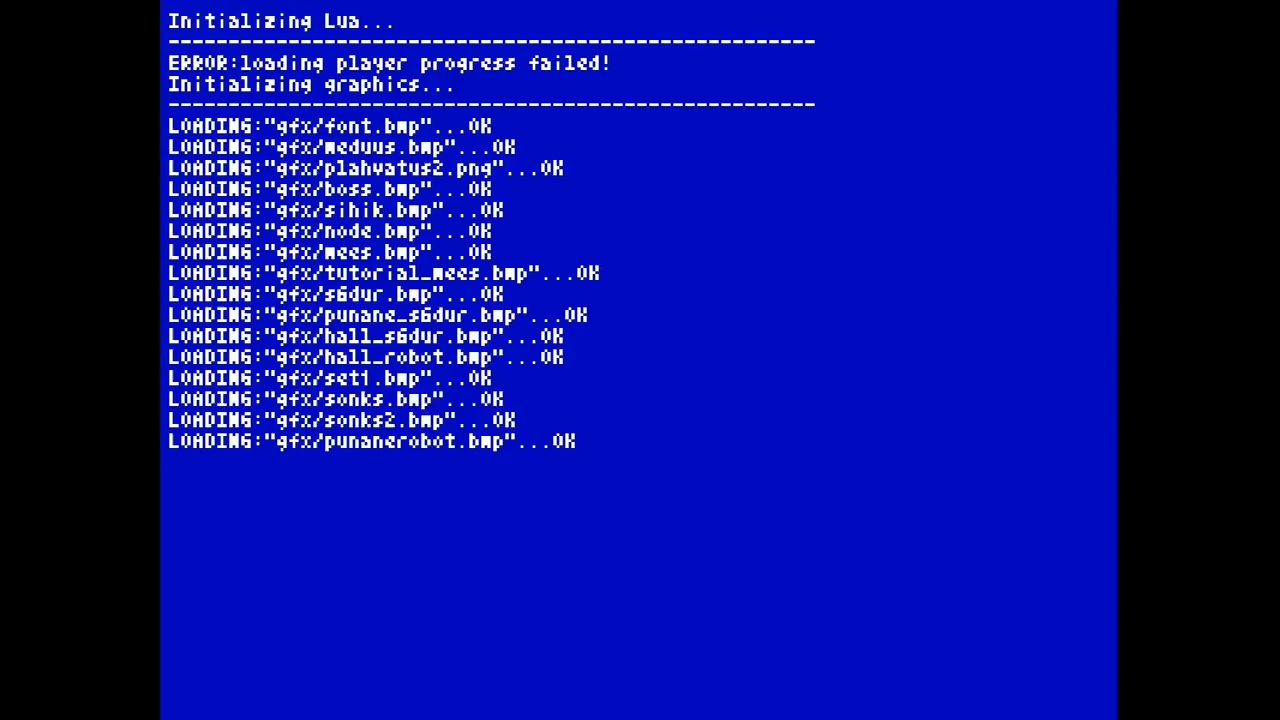 Initializing Lua...
------------------------------------------------------
ERROR:loading player progress failed!
Initializing graphics...
------------------------------------------------------
LOADING:"gfx/font.bmp"...OK
LOADING:"gfx/meduus.bmp"...OK
LOADING:"gfx/plahvatus2.png"...OK
LOADING:"gfx/boss.bmp"...OK
LOADING:"gfx/sihik.bmp"...OK
LOADING:"gfx/node.bmp"...OK
LOADING:"gfx/mees.bmp"...OK
LOADING:"gfx/tutorial_mees.bmp"...OK
LOADING:"gfx/s6dur.bmp"...OK
LOADING:"gfx/punane_s6dur.bmp"...OK
LOADING:"gfx/hall_s6dur.bmp"...OK
LOADING:"gfx/hall_robot.bmp"...OK
LOADING:"gfx/seti.bmp"...OK
LOADING:"gfx/sonks.bmp"...OK
LOADING:"gfx/sonks2.bmp"...OK
LOADING:"gfx/punanerobot.bmp"...OK